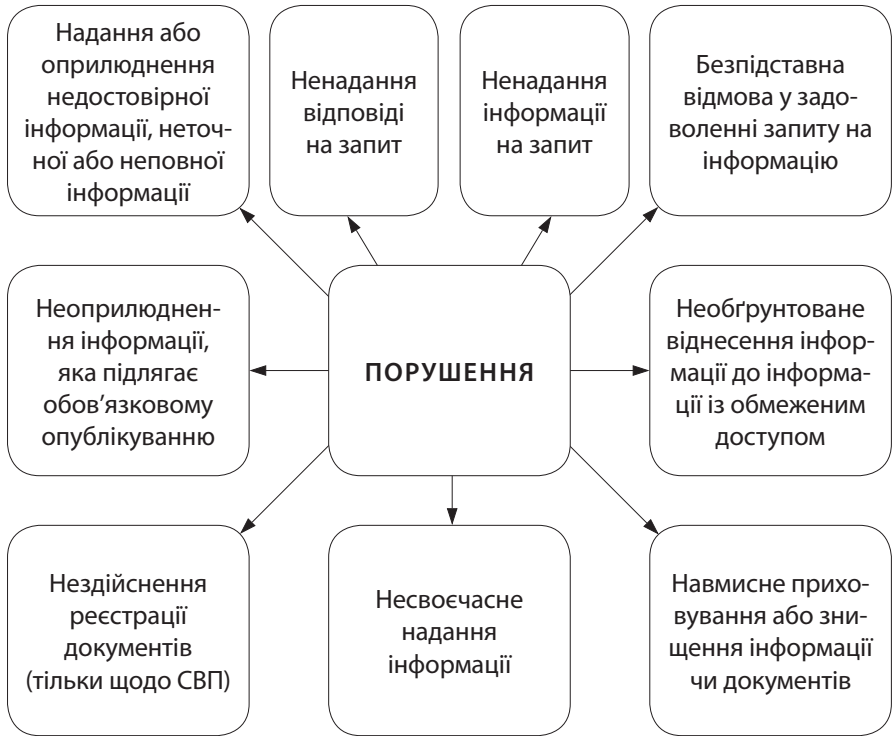 Надання або
оприлюднення
недостовірної
інформації, неточ-
ної або неповної
інформації
Ненадання
відповіді
на запит
Ненадання
інформації
на запит
Безпідставна
відмова у задо-
воленні запиту на
інформацію
Неоприлюднен-
ня інформації,
яка підлягає
обов’язковому
опублікуванню
ПОРУШЕННЯ
Необґрунтоване
віднесення інфор-
мації до інформа-
ції із обмеженим
доступом
Нездійснення
реєстрації
документів
(тільки щодо СВП)
Несвоєчасне
надання
інформації
Навмисне прихо-
вування або зни-
щення інформації
чи документів